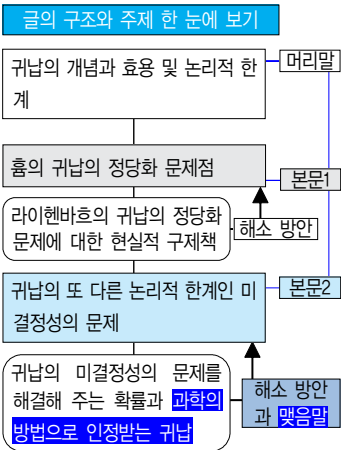 글의 구조와 주제 한 눈에 보기
귀납의 개념과 효용 및 논리적 한
계
머리말
흄의 귀납의 정당화 문제점
본문1
라이헨바흐의 귀납의 정당화
문제에 대한 현실적 구제책
해소 방안
귀납의 또 다른 논리적 한계인 미
결정성의 문제
본문2
귀납의 미결정성의 문제를
해결해 주는 확률과 과학의
방법으로 인정받는 귀납
해소 방안
과 맺음말